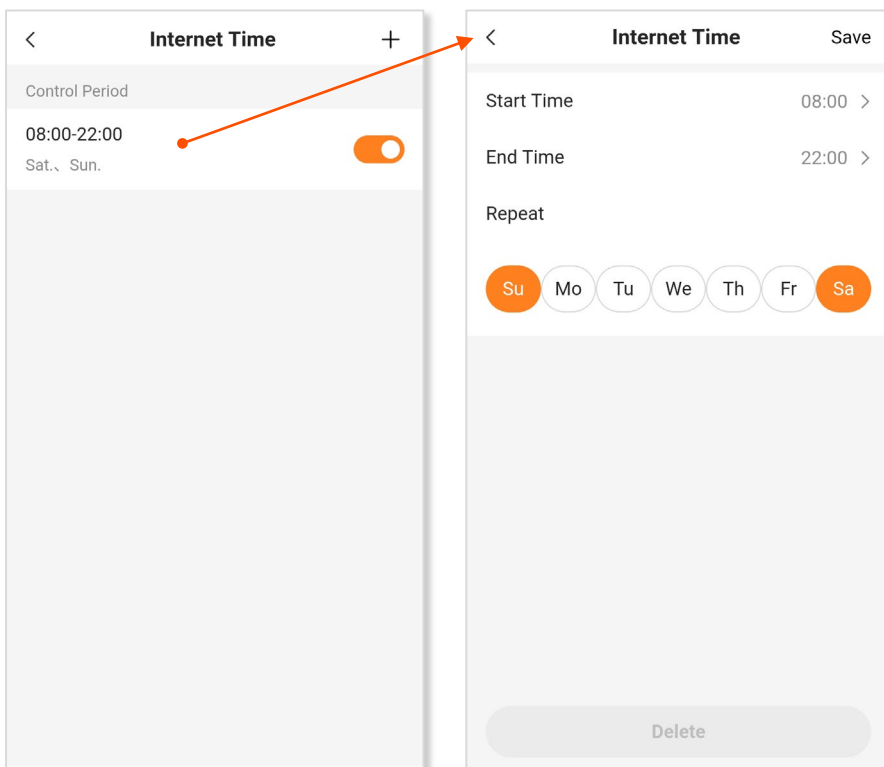 Internet Time
Control Period
08:00-22:00
Sat.、Sun.
Internet Time Save
Start Time 08:00
End Time 22:00
Repeat
Su Mo Tu We Th Fr Sa
Delete